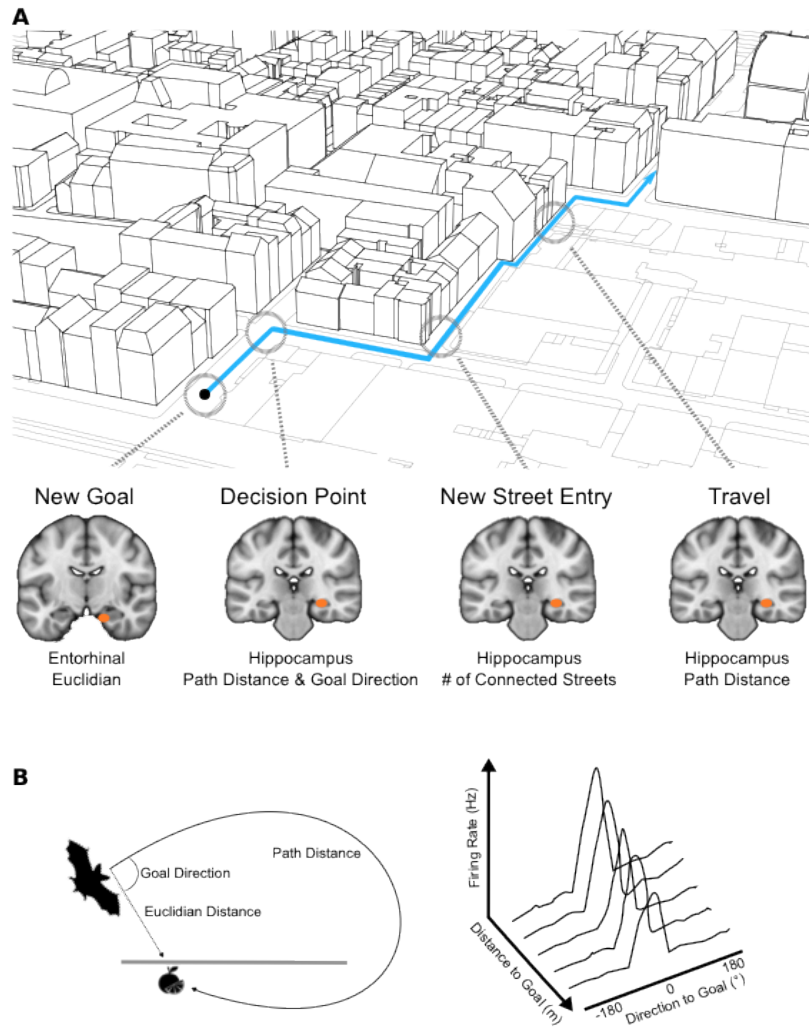 A
New Goal
Decision Point
New Street Entry
Travel
Entorhinal
Euclidian
Hippocampus
Path Distance & Goal Direction
Hippocampus
# of Connected Streets
Hippocampus
Path Distance
B
Path Distance
Goal Direction
Euclidian Distance
Firing Rate (Hz)
Distance to Goal (m)
-180
0
180
Direction to Goal (°)